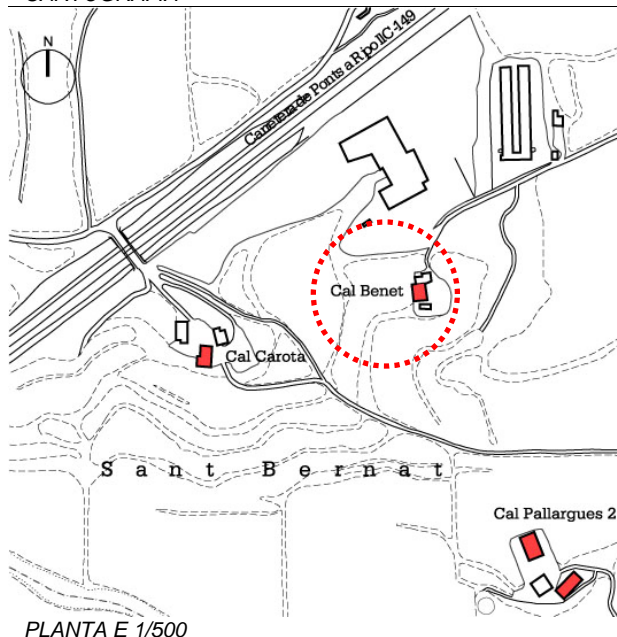 N
Carretera de Ponts a Ripoll C-149
Cal Benet
Cal Carota
Sant Bernat
Cal Pallargues 2
PLANTA E 1/500